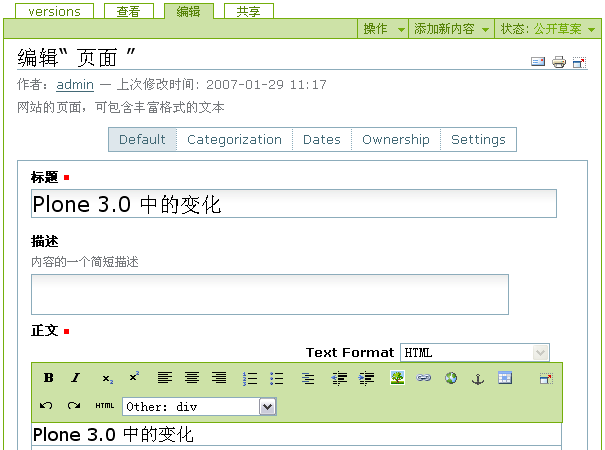 versions 查看 编辑 共享
操作 添加新内容 状态: 公开草案
编辑“ 页面 ”
作者: admin — 上次修改时间: 2007-01-29 11:17
网站的页面，可包含丰富格式的文本
Default Categorization Dates Ownership Settings
标题
Plone 3.0 中的变化
描述
内容的一个简短描述
正文
Text Format HTML
B I x₂ x²
HTML Other: div
Plone 3.0 中的变化